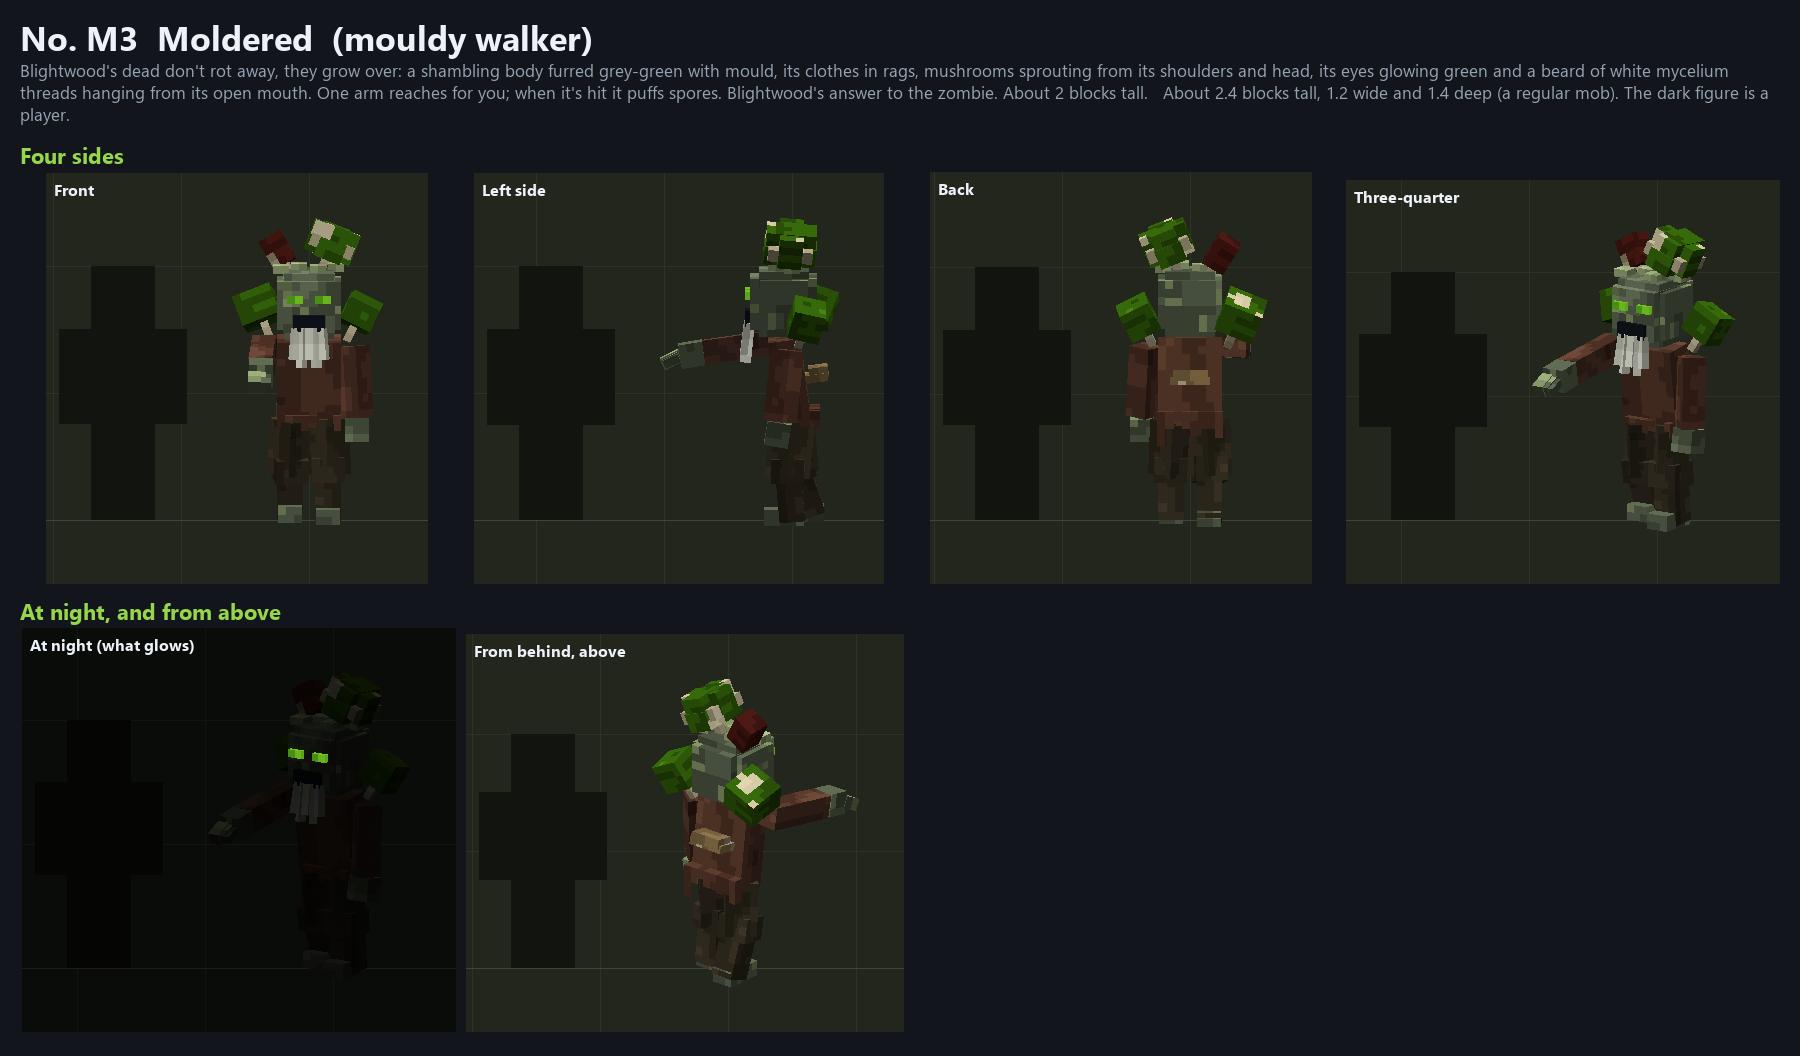 No. M3  Moldered  (mouldy walker)
Blightwood's dead don't rot away, they grow over: a shambling body furred grey-green with mould, its clothes in rags, mushrooms sprouting from its shoulders and head, its eyes glowing green and a beard of white mycelium
threads hanging from its open mouth. One arm reaches for you; when it's hit it puffs spores. Blightwood's answer to the zombie. About 2 blocks tall.   About 2.4 blocks tall, 1.2 wide and 1.4 deep (a regular mob). The dark figure is a
player.
Four sides
Front
Left side
Back
Three-quarter
At night, and from above
At night (what glows)
From behind, above